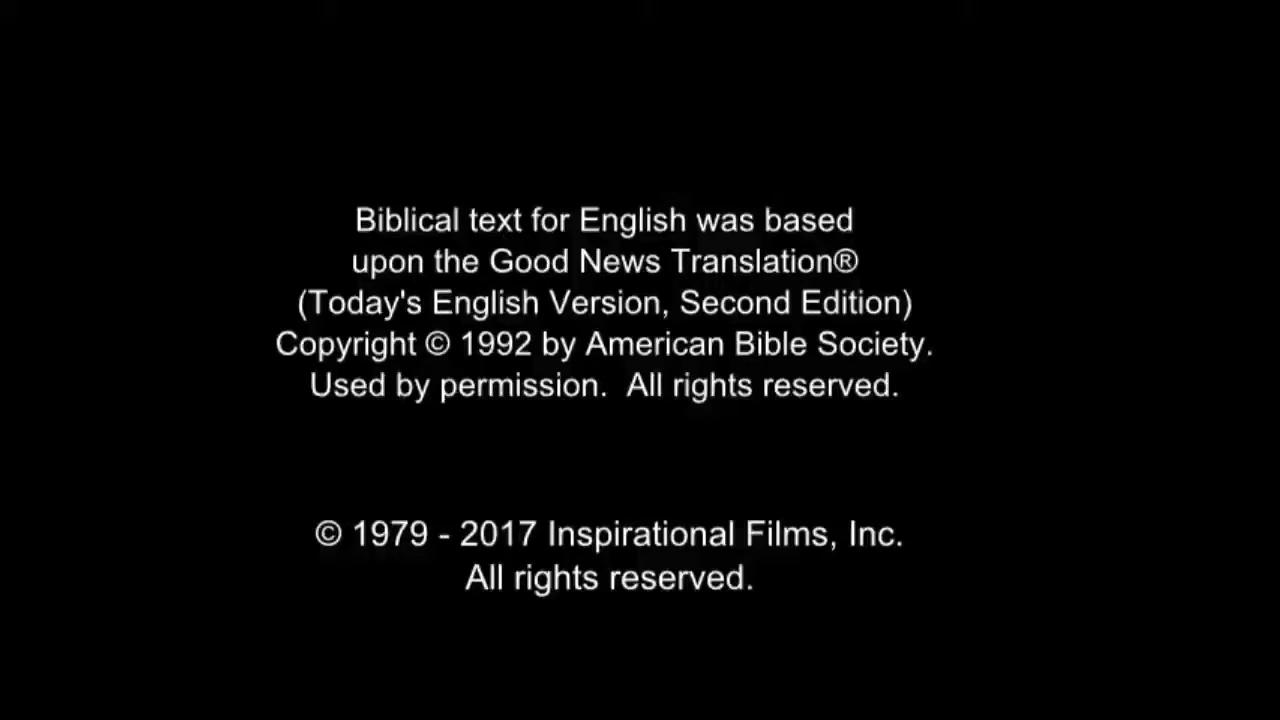 Biblical text for English was based
upon the Good News Translation®
(Today's English Version, Second Edition)
Copyright © 1992 by American Bible Society.
Used by permission.  All rights reserved.
© 1979 - 2017 Inspirational Films, Inc.
All rights reserved.